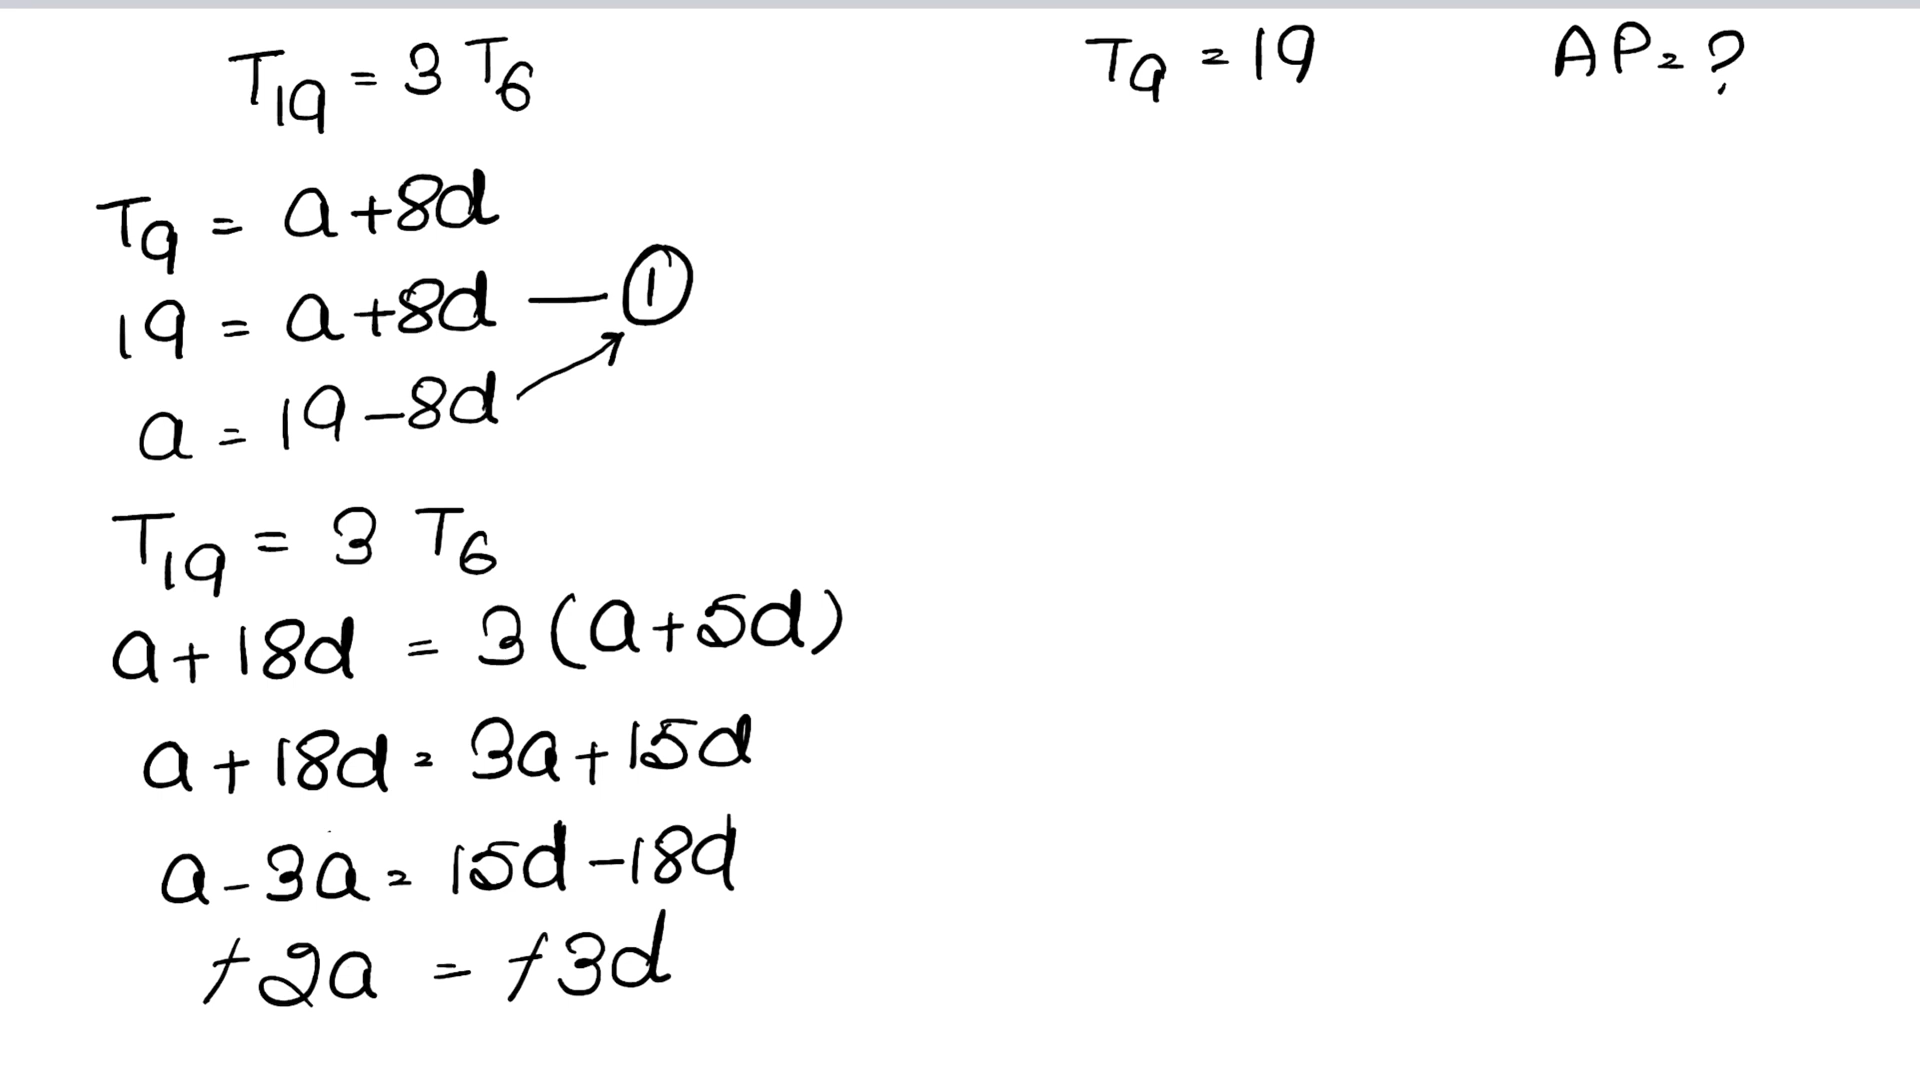 T19 = 3 T6 T9 = 19 AP = ?
T9 = a+8d
19 = a+8d — 1
a = 19-8d
T19 = 3 T6
a+18d = 3(a+5d)
a+18d = 3a+15d
a-3a = 15d-18d
-2a = -3d